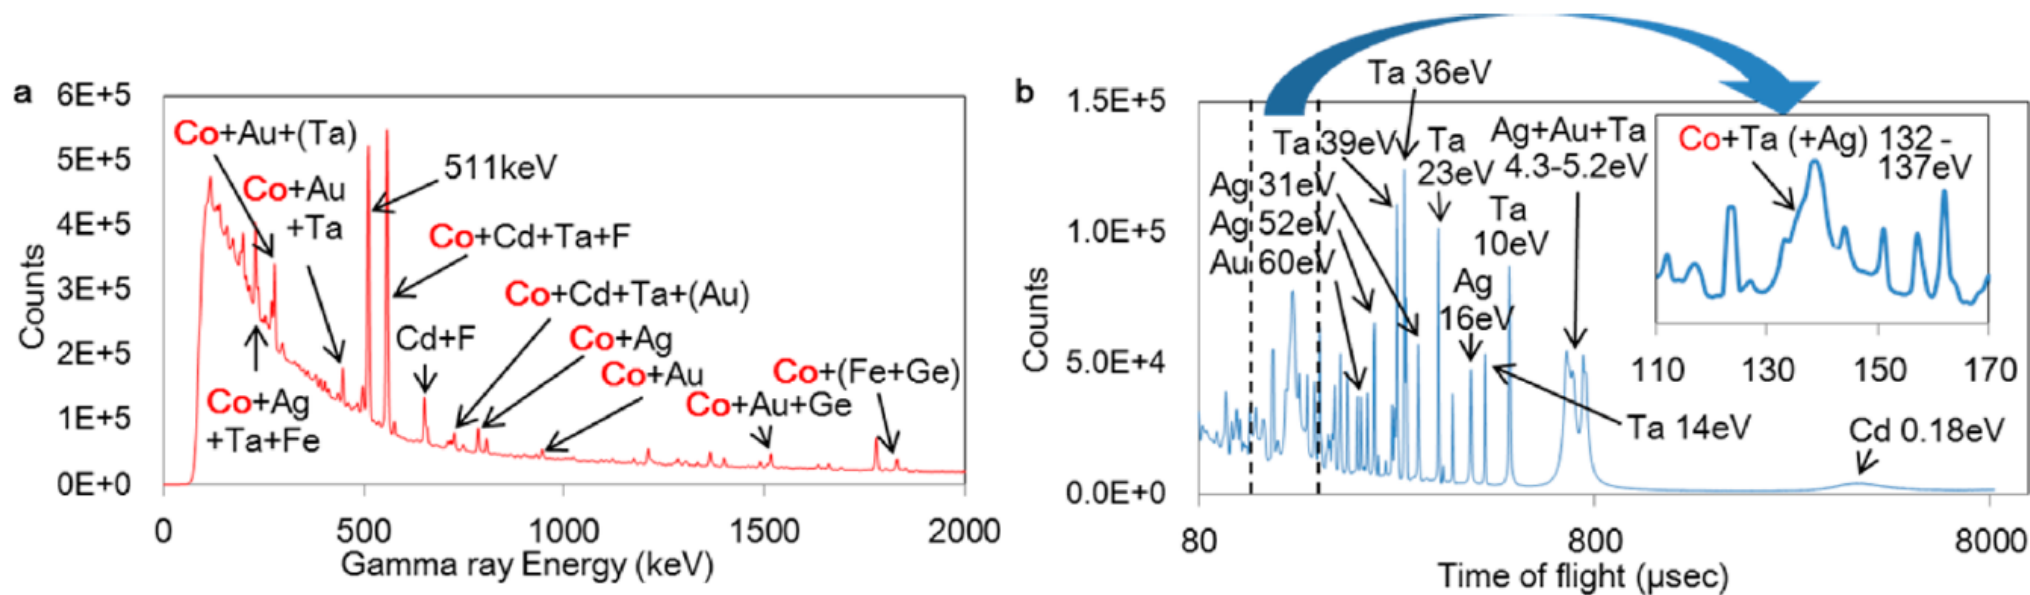 a
6E+5
5E+5
4E+5
3E+5
2E+5
1E+5
0E+0
Counts
Co+Au+(Ta)
Co+Au
+Ta
511keV
Co+Cd+Ta+F
Co+Cd+Ta+(Au)
Cd+F
Co+Ag
Co+Au
Co+(Fe+Ge)
Co+Au+Ge
Co+Ag
+Ta+Fe
0
500
1000
1500
2000
Gamma ray Energy (keV)
b
1.5E+5
1.0E+5
5.0E+4
0.0E+0
Counts
Ta 36eV
Ta 39eV
Ta
23eV
Ag+Au+Ta
4.3-5.2eV
Ag 31eV
Ag 52eV
Au 60eV
Ta
10eV
Ag
16eV
Ta 14eV
Cd 0.18eV
Co+Ta (+Ag) 132 -
137eV
110
130
150
170
80
800
8000
Time of flight (μsec)